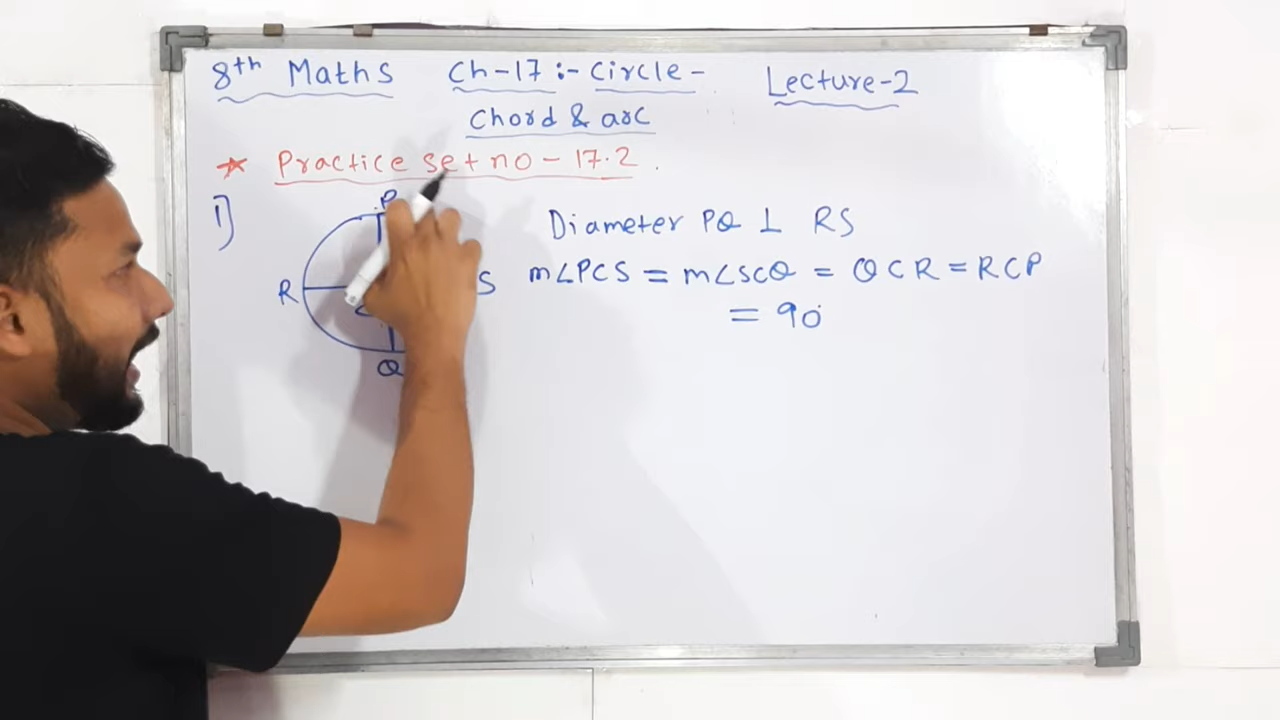 8th Maths Ch-17 :- Circle - Lecture-2
Chord & arc
* Practice set no - 17.2.
1]
P
Diameter PQ ⊥ RS
R
S
m∠PCS = m∠SCQ = QCR = RCP
= 90°
C
Q